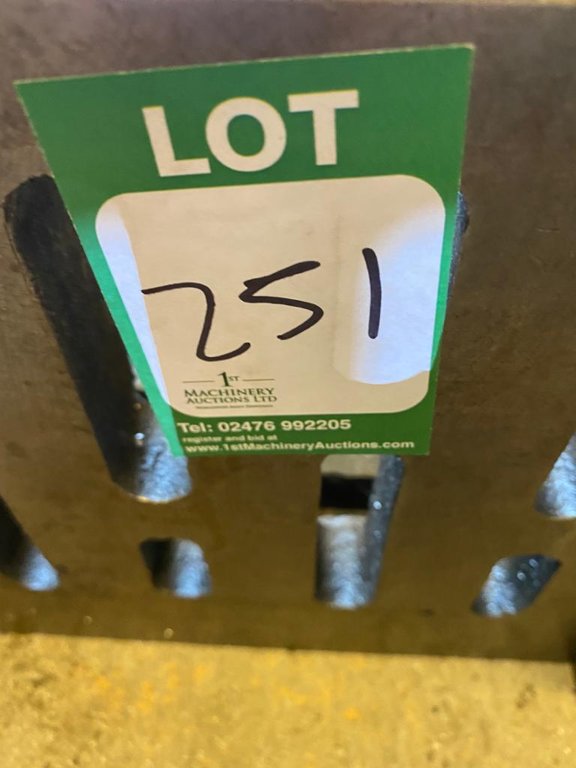 LOT
251
1ST
MACHINERY
AUCTIONS LTD
Tel: 02476 992205
register and bid at
www.1stMachineryAuctions.com